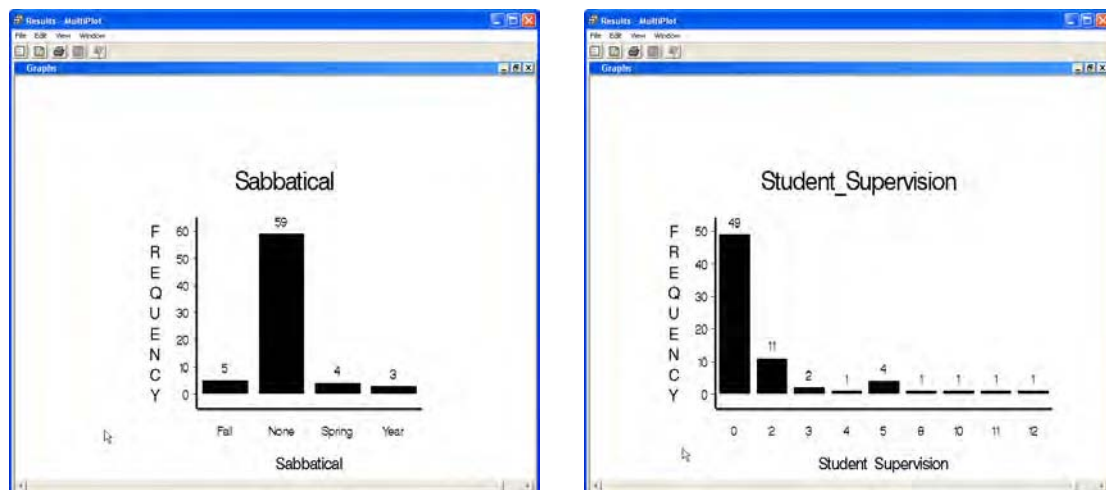 Results - MultiPlot
File Edit View Window
Graphs
Sabbatical
FREQUENCY
60
50
40
30
20
10
0
5
59
4
3
Fall None Spring Year
Sabbatical
Results - MultiPlot
File Edit View Window
Graphs
Student_Supervision
FREQUENCY
50
40
30
20
10
0
49
11
2
1
4
1
1
1
1
0 2 3 4 5 8 10 11 12
Student Supervision